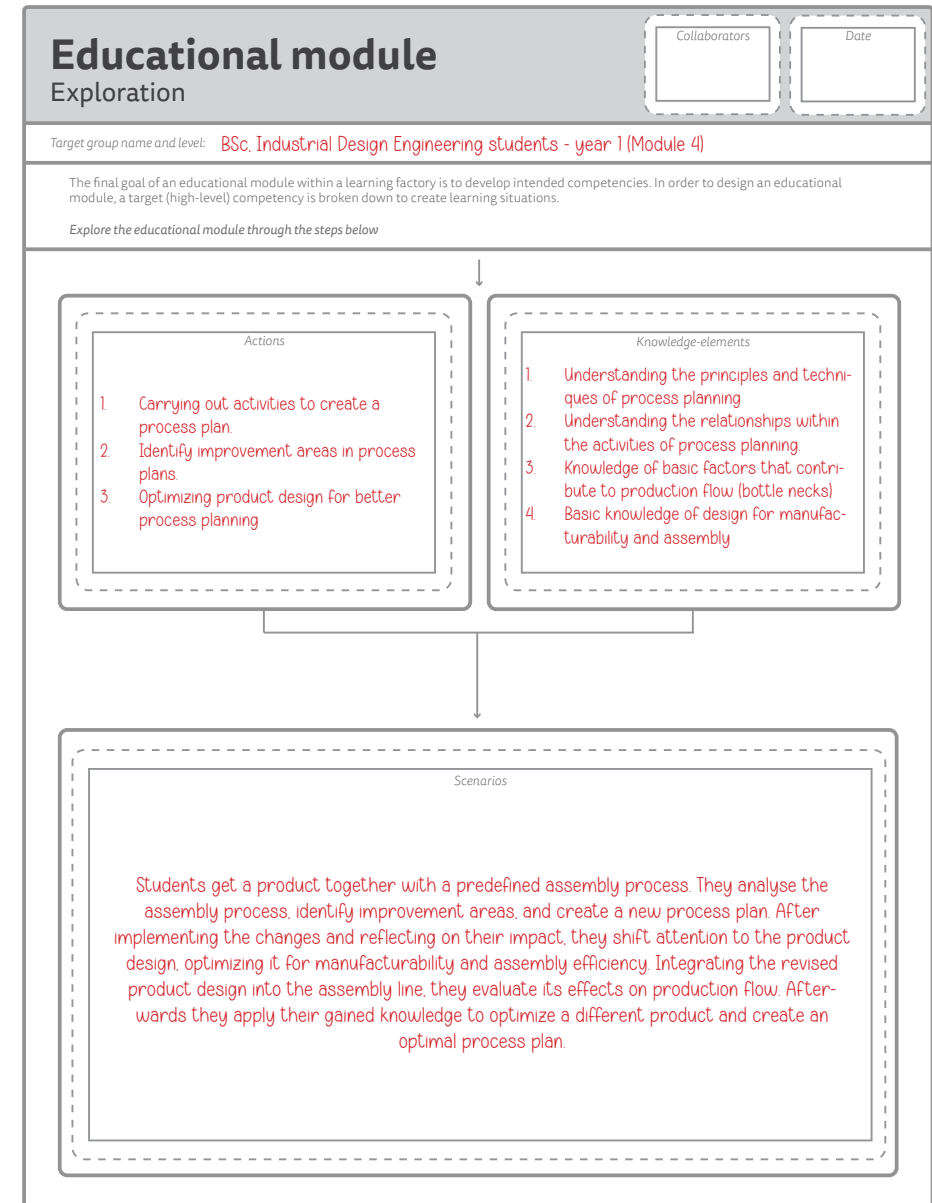 Educational module
Exploration
Collaborators
Date
Target group name and level: BSc. Industrial Design Engineering students - year 1 (Module 4)
The final goal of an educational module within a learning factory is to develop intended competencies. In order to design an educational
module, a target (high-level) competency is broken down to create learning situations.
Explore the educational module through the steps below
Actions
1. Carrying out activities to create a
process plan.
2. Identify improvement areas in process
plans.
3. Optimizing product design for better
process planning
Knowledge-elements
1. Understanding the principles and techni-
ques of process planning
2. Understanding the relationships within
the activities of process planning.
3. Knowledge of basic factors that contri-
bute to production flow (bottle necks)
4. Basic knowledge of design for manufac-
turability and assembly
Scenarios
Students get a product together with a predefined assembly process. They analyse the
assembly process, identify improvement areas, and create a new process plan. After
implementing the changes and reflecting on their impact, they shift attention to the product
design, optimizing it for manufacturability and assembly efficiency. Integrating the revised
product design into the assembly line, they evaluate its effects on production flow. After-
wards they apply their gained knowledge to optimize a different product and create an
optimal process plan.